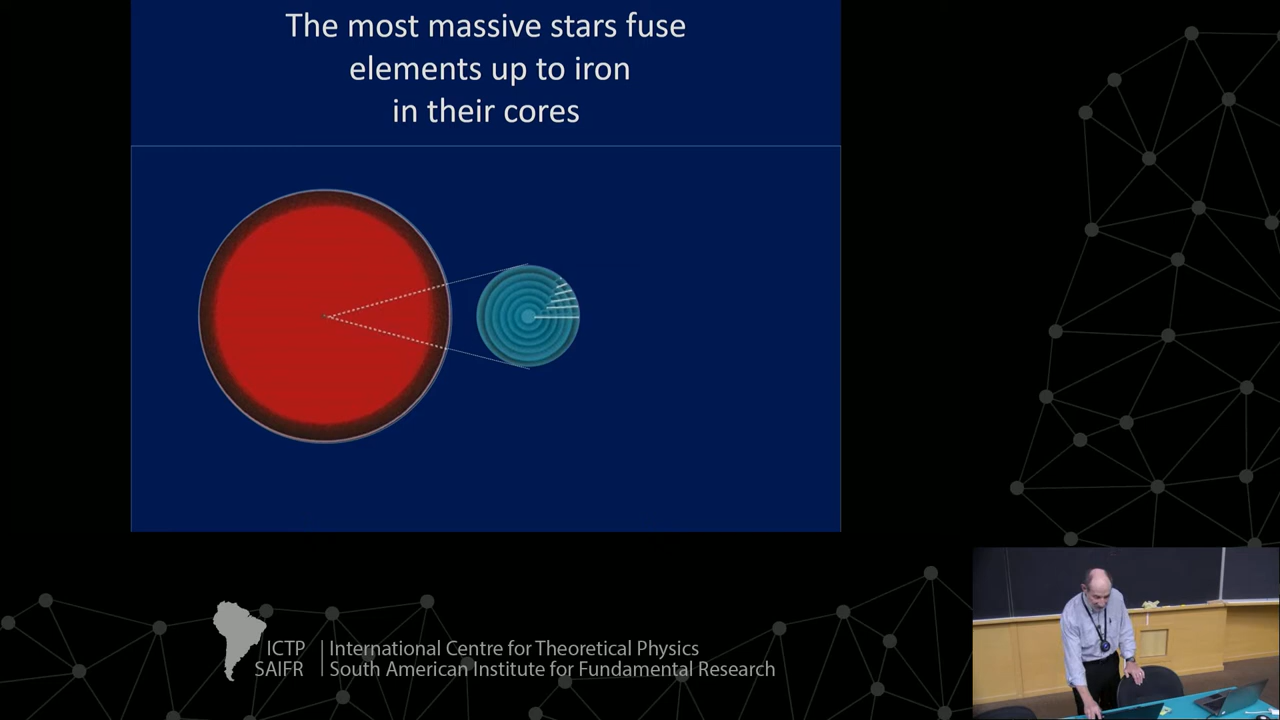 The most massive stars fuse
elements up to iron
in their cores
ICTP
SAIFR
International Centre for Theoretical Physics
South American Institute for Fundamental Research